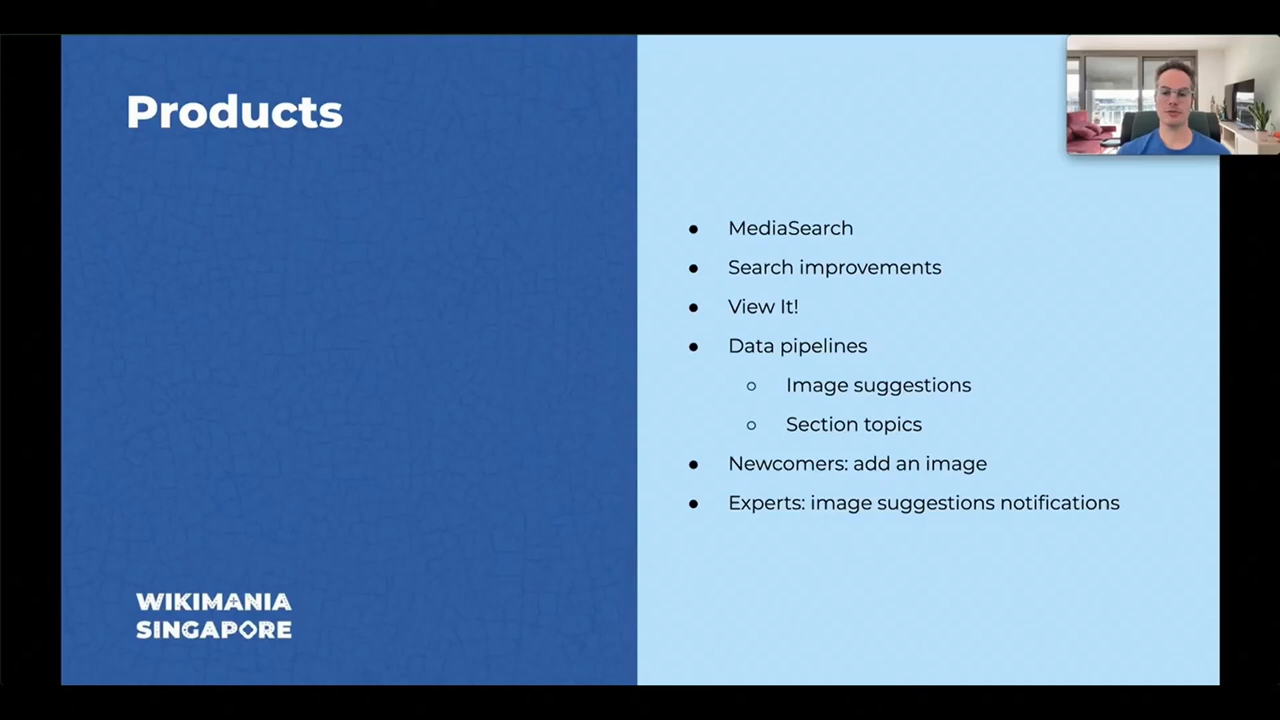 Products
● MediaSearch
● Search improvements
● View It!
● Data pipelines
○ Image suggestions
○ Section topics
● Newcomers: add an image
● Experts: image suggestions notifications
WIKIMANIA
SINGAPORE